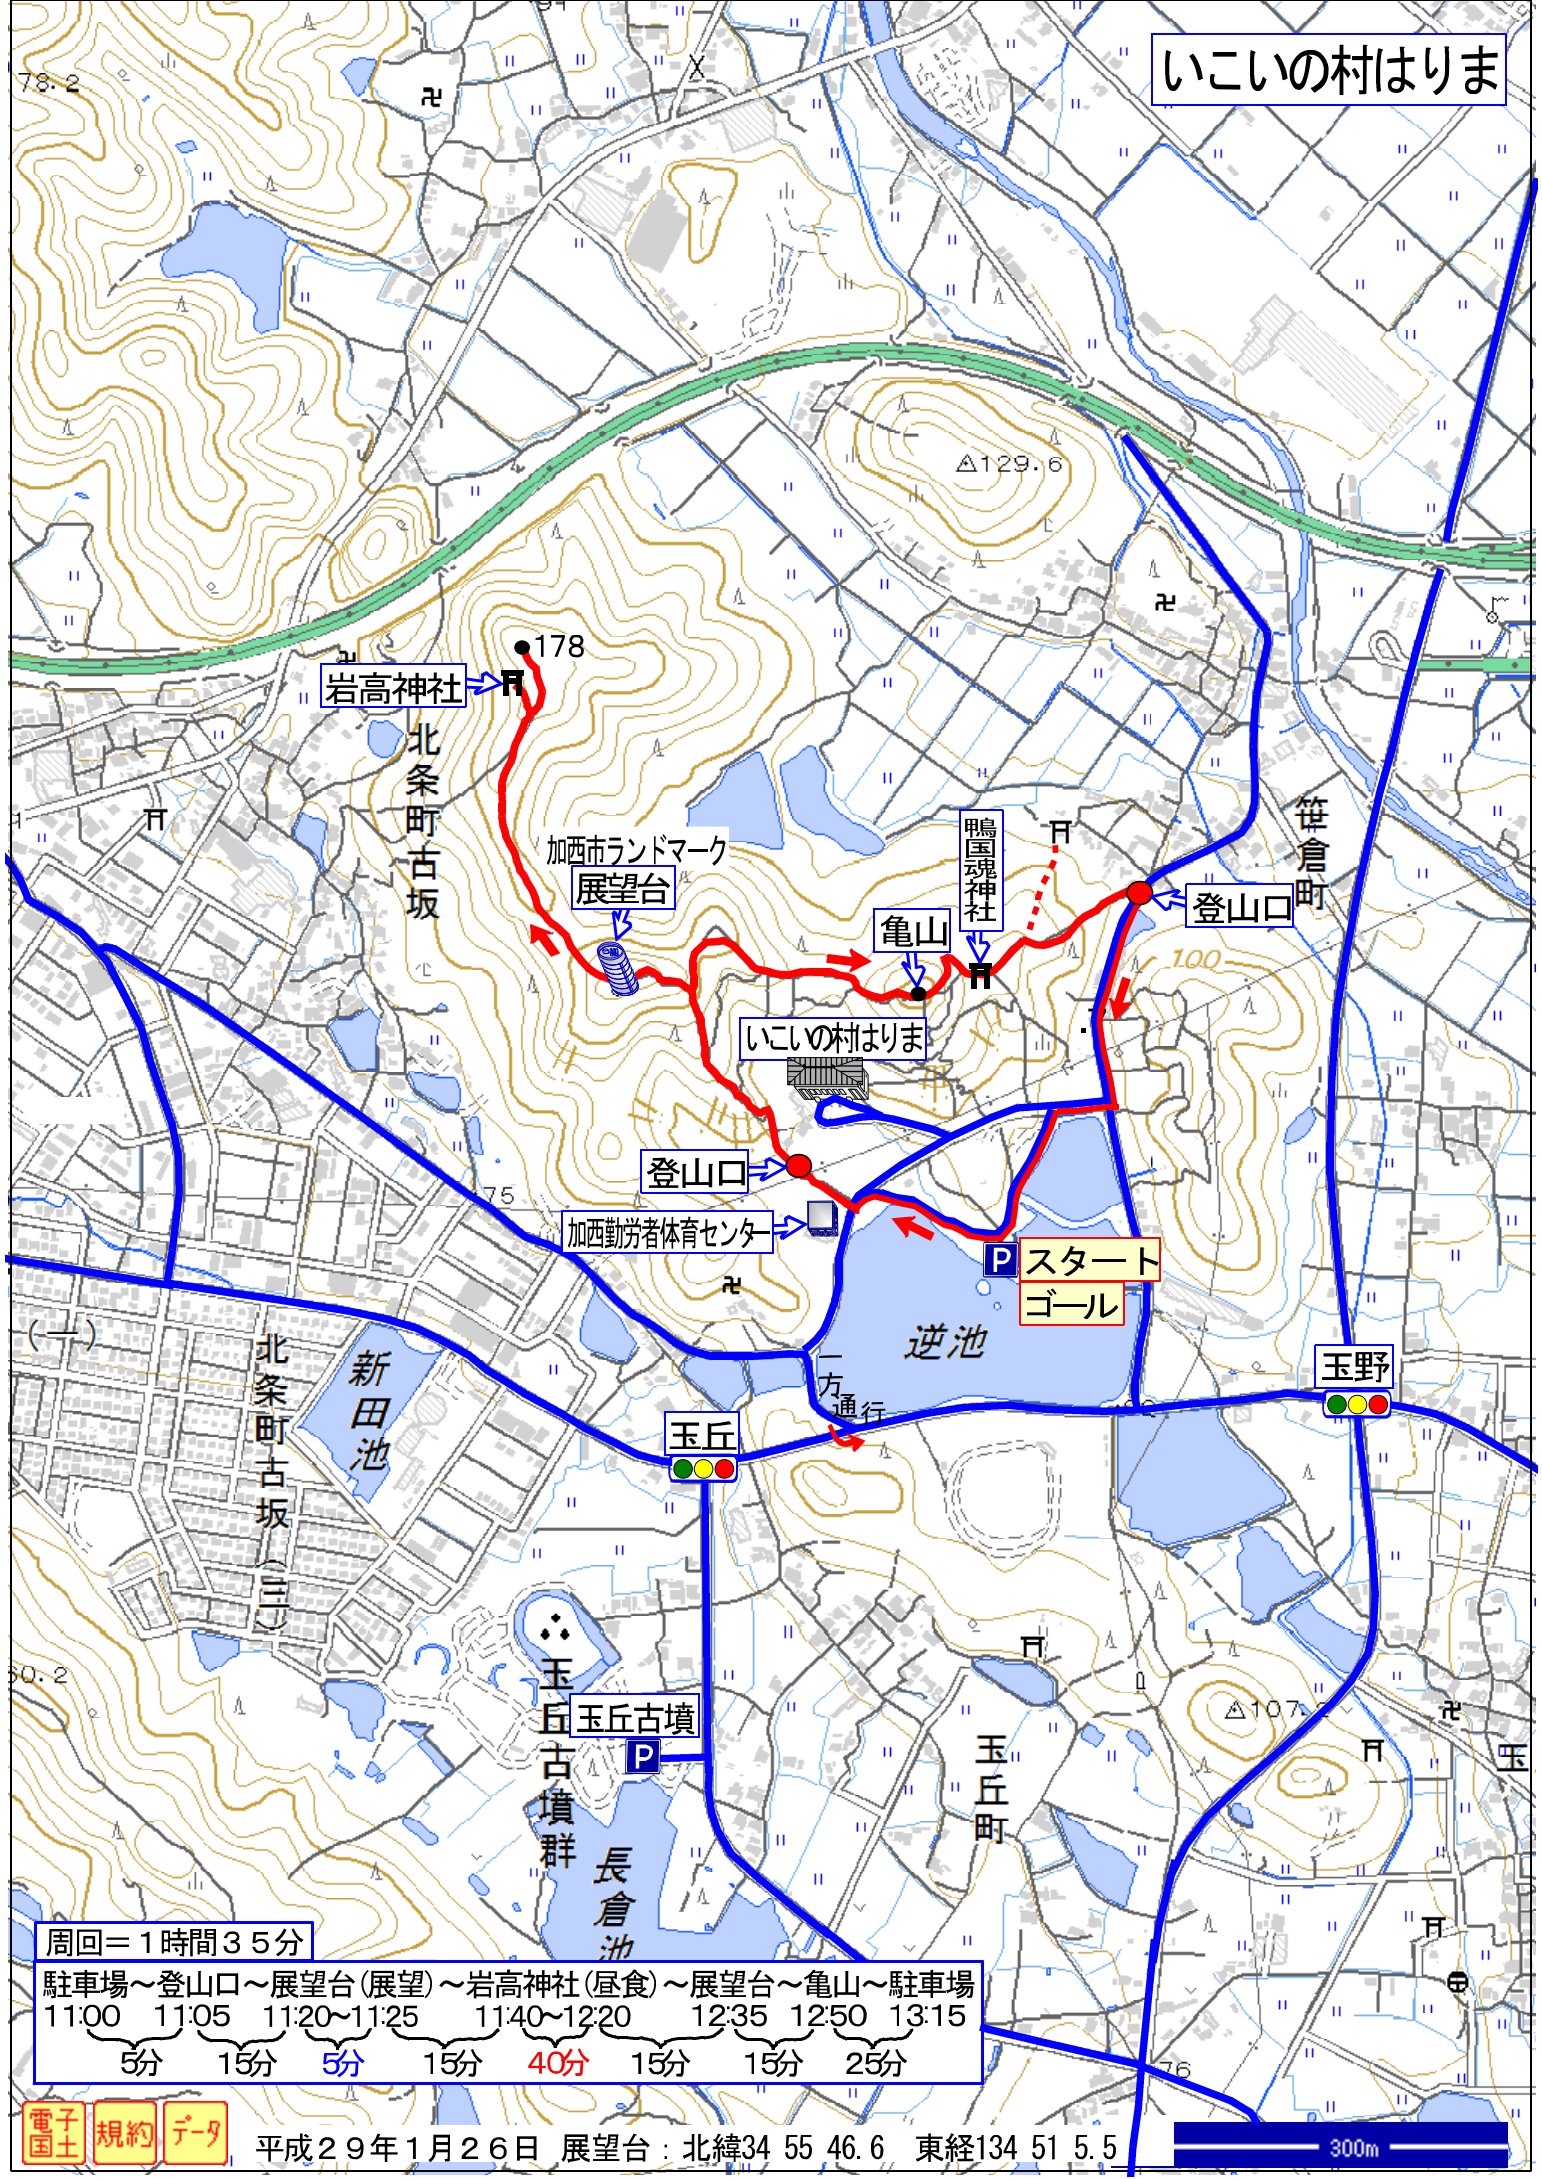 いこいの村はりま
78.2
129.6
178
岩高神社
北条町古坂
加西市ランドマーク
展望台
鴨国魂神社
亀山
登山口
笹倉町
100
いこいの村はりま
登山口
75
加西勤労者体育センター
P
スタート
ゴール
逆池
(一)
北条町古坂(三)
新田池
一方通行
玉野
玉丘
玉丘古墳群
玉丘古墳
P
玉丘町
玉
長倉池
周回=1時間35分
駐車場~登山口~展望台(展望)~岩高神社(昼食)~展望台~亀山~駐車場
11:00 11:05 11:20~11:25 11:40~12:20 12:35 12:50 13:15
5分 15分 5分 15分 40分 15分 15分 25分
76
電子国土
規約
データ
平成29年1月26日 展望台:北緯34 55 46.6 東経134 51 5.5
300m